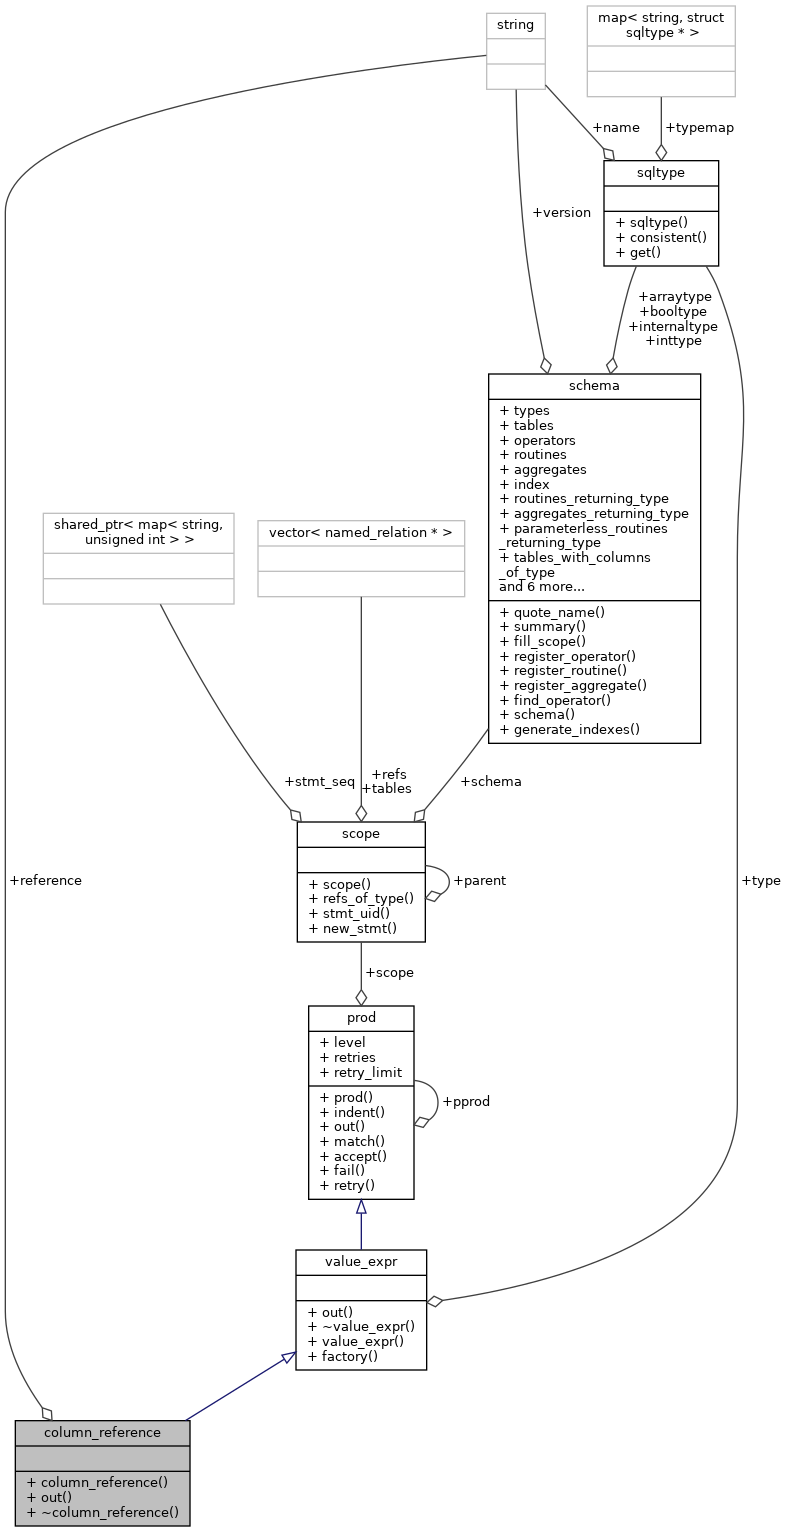 string
map< string, struct
sqltype * >
+name
+typemap
sqltype
+ sqltype()
+ consistent()
+ get()
+version
+arraytype
+booltype
+internaltype
+inttype
schema
+ types
+ tables
+ operators
+ routines
+ aggregates
+ index
+ routines_returning_type
+ aggregates_returning_type
+ parameterless_routines
_returning_type
+ tables_with_columns
_of_type
and 6 more...
+ quote_name()
+ summary()
+ fill_scope()
+ register_operator()
+ register_routine()
+ register_aggregate()
+ find_operator()
+ schema()
+ generate_indexes()
shared_ptr< map< string,
unsigned int > >
vector< named_relation * >
+stmt_seq
+refs
+tables
+schema
scope
+ scope()
+ refs_of_type()
+ stmt_uid()
+ new_stmt()
+parent
+reference
+type
+scope
prod
+ level
+ retries
+ retry_limit
+ prod()
+ indent()
+ out()
+ match()
+ accept()
+ fail()
+ retry()
+pprod
value_expr
+ out()
+ ~value_expr()
+ value_expr()
+ factory()
column_reference
+ column_reference()
+ out()
+ ~column_reference()